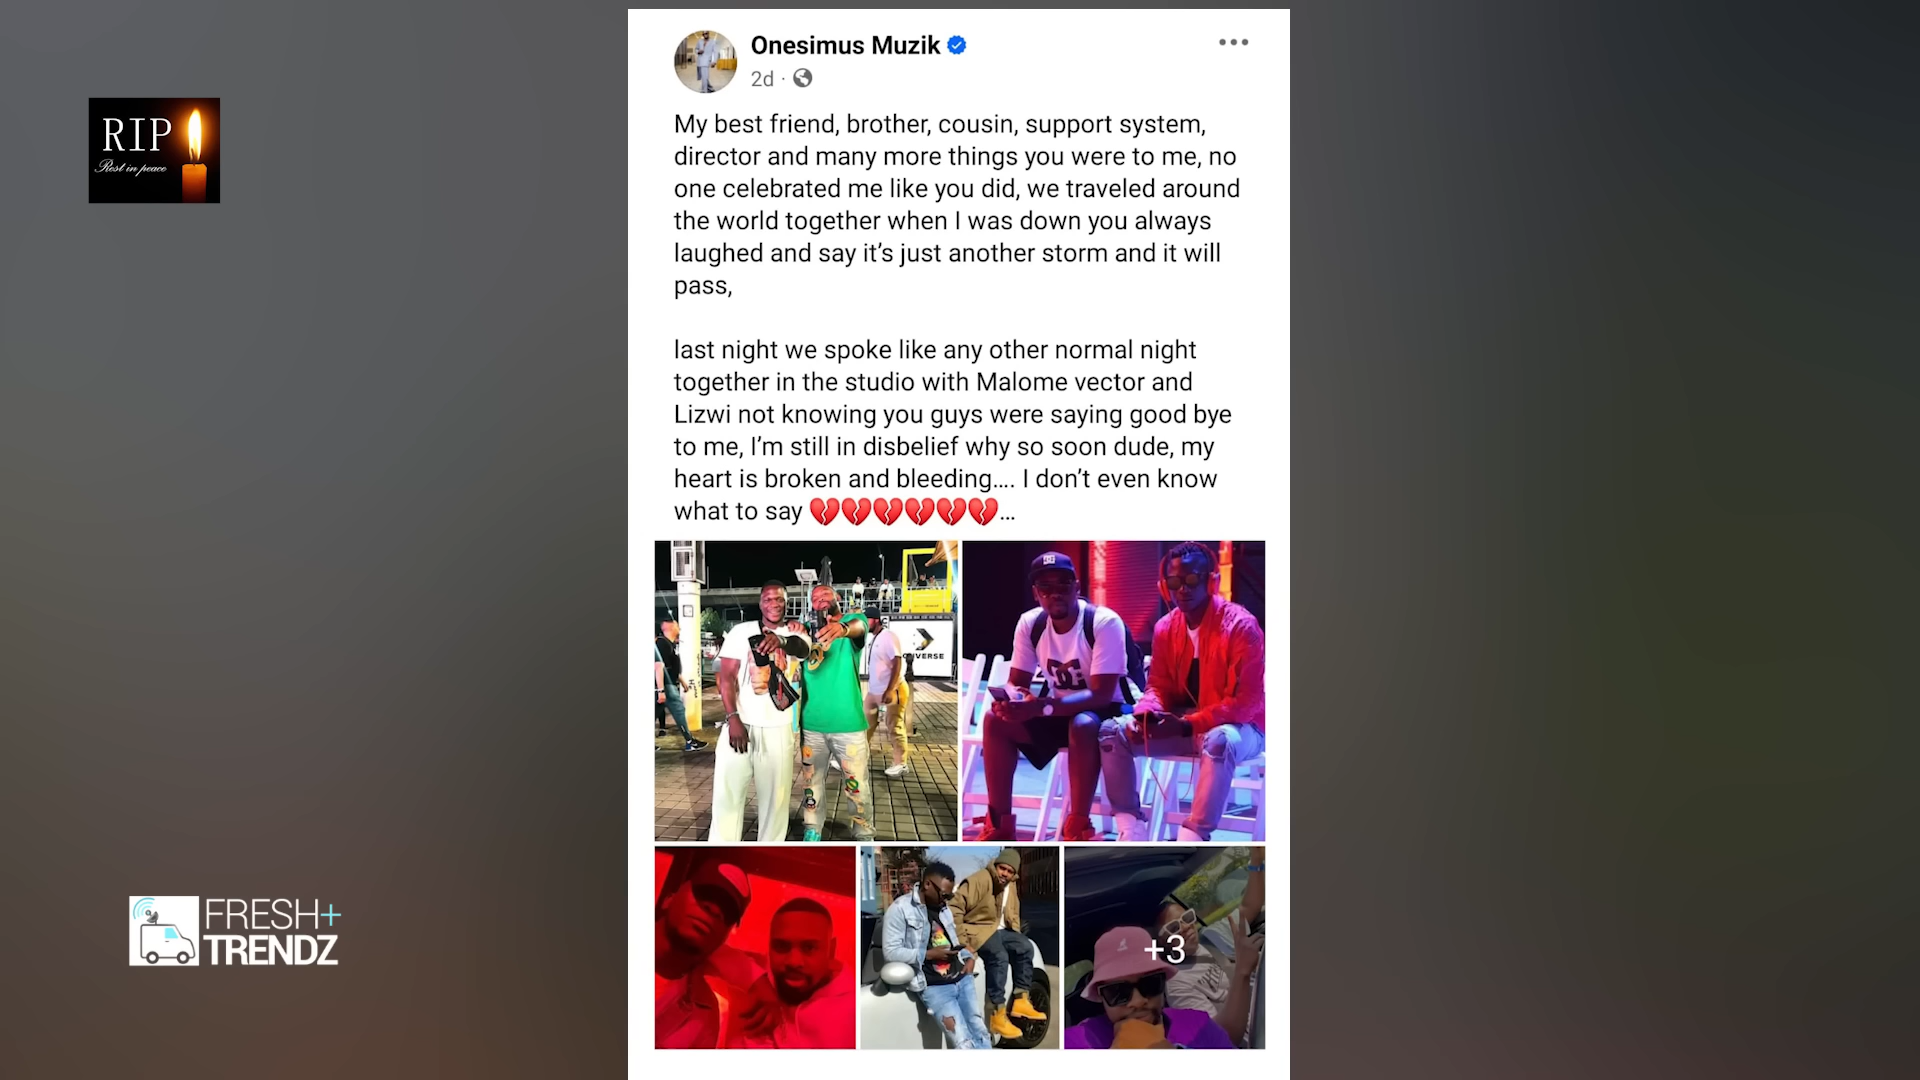 RIP
Rest in peace
Onesimus Muzik
2d ·
My best friend, brother, cousin, support system,
director and many more things you were to me, no
one celebrated me like you did, we traveled around
the world together when I was down you always
laughed and say it’s just another storm and it will
pass,
last night we spoke like any other normal night
together in the studio with Malome vector and
Lizwi not knowing you guys were saying good bye
to me, I’m still in disbelief why so soon dude, my
heart is broken and bleeding.... I don’t even know
what to say 💔💔💔💔💔💔...
CONVERSE
DC
+3
FRESH+
TRENDZ